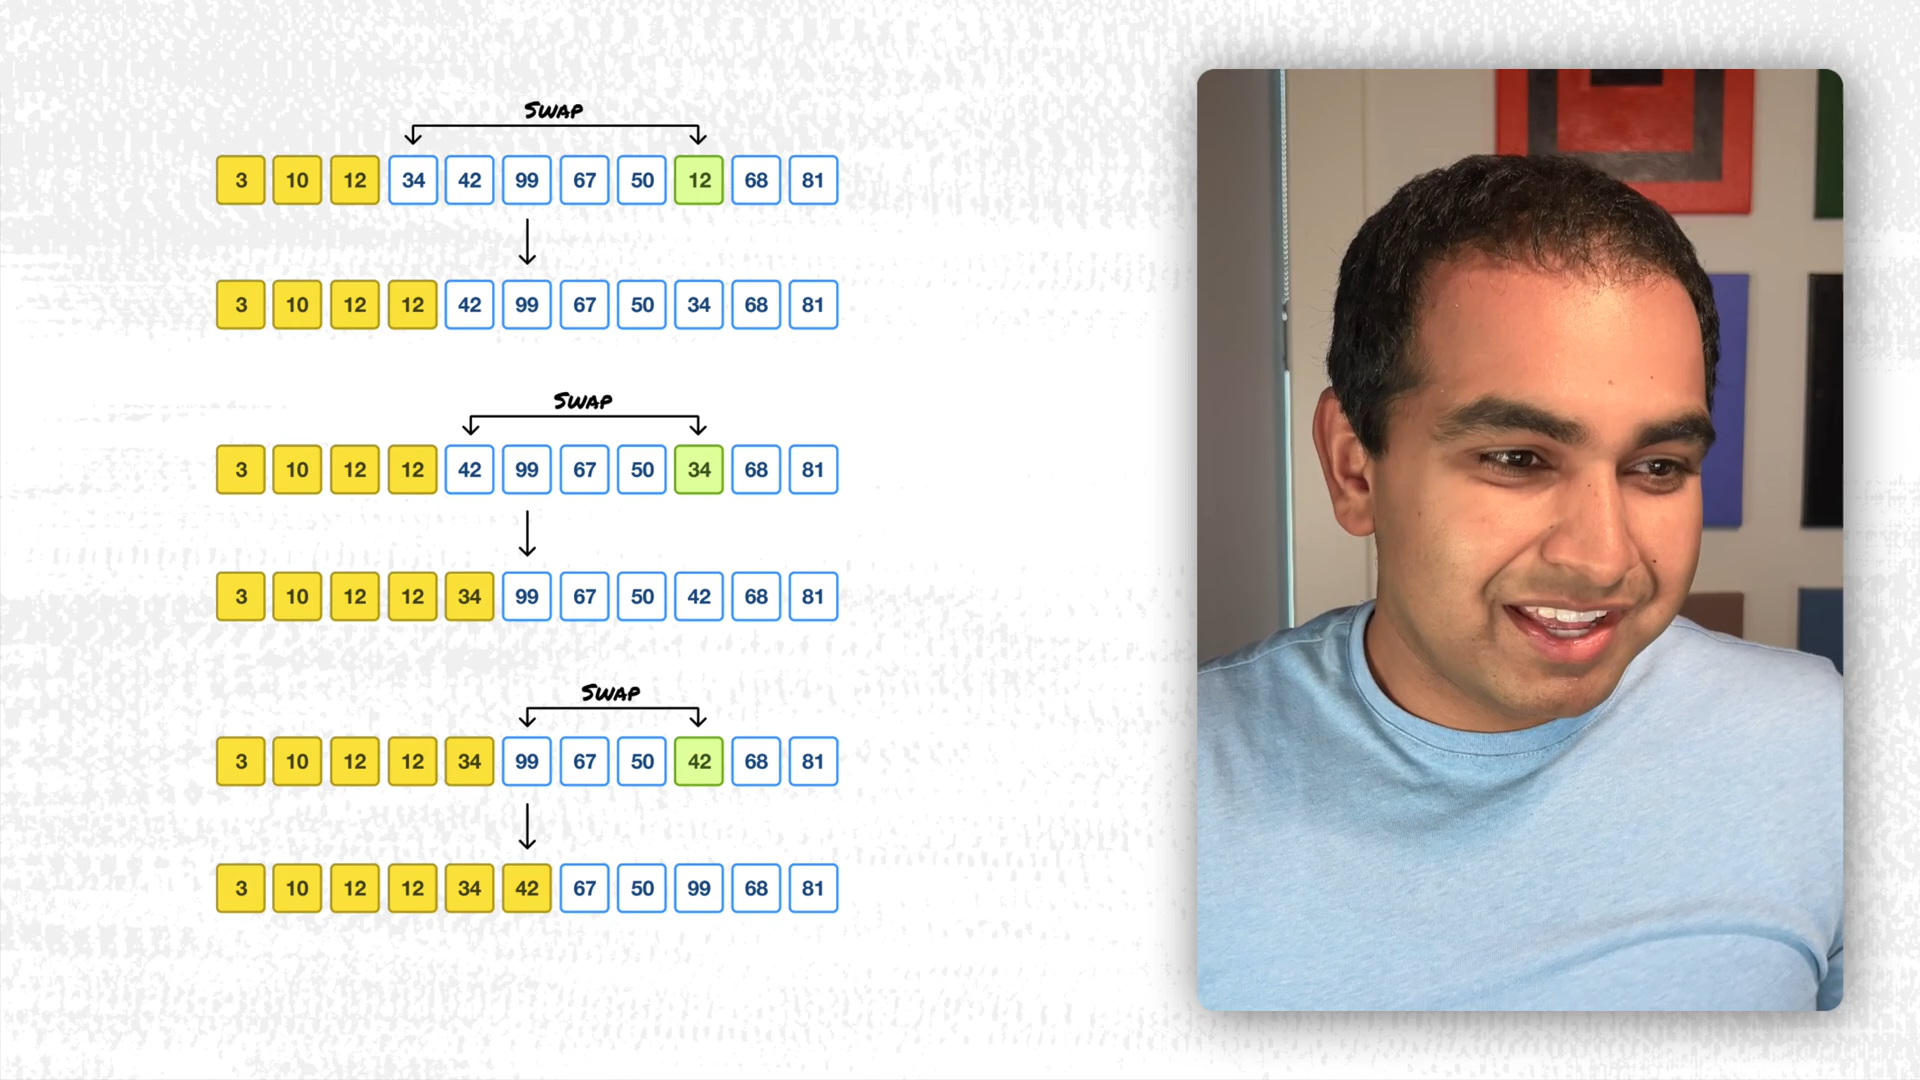 SWAP
3 10 12 34 42 99 67 50 12 68 81
3 10 12 12 42 99 67 50 34 68 81
SWAP
3 10 12 12 42 99 67 50 34 68 81
3 10 12 12 34 99 67 50 42 68 81
SWAP
3 10 12 12 34 99 67 50 42 68 81
3 10 12 12 34 42 67 50 99 68 81